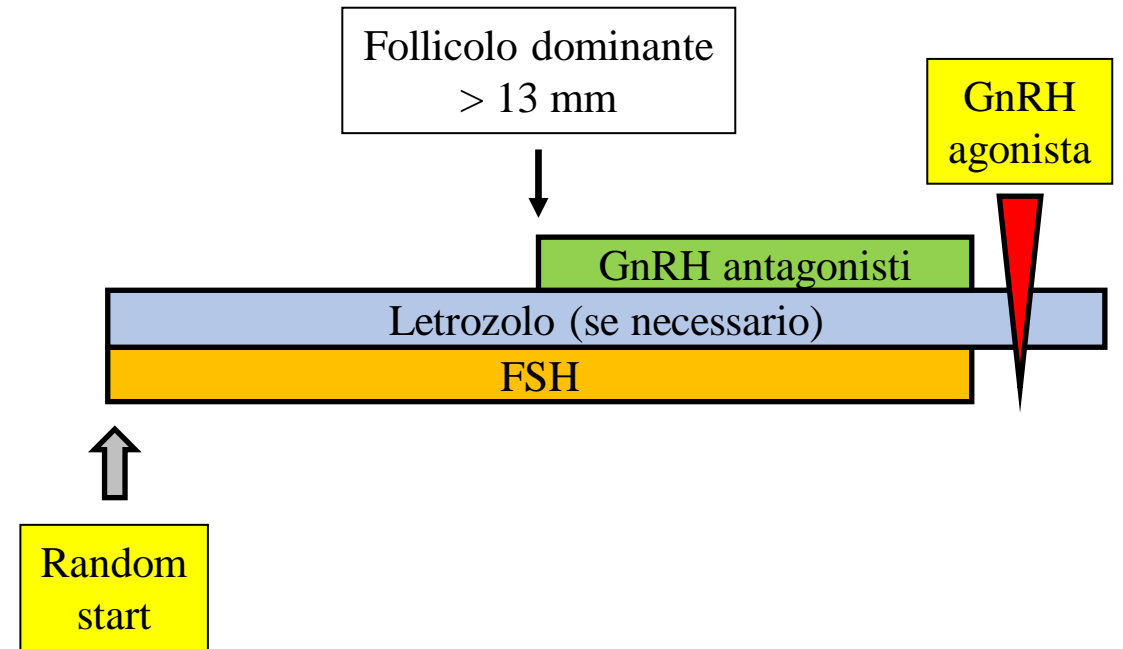 Follicolo dominante
> 13 mm
GnRH
agonista
GnRH antagonisti
Letrozolo (se necessario)
FSH
Random
start